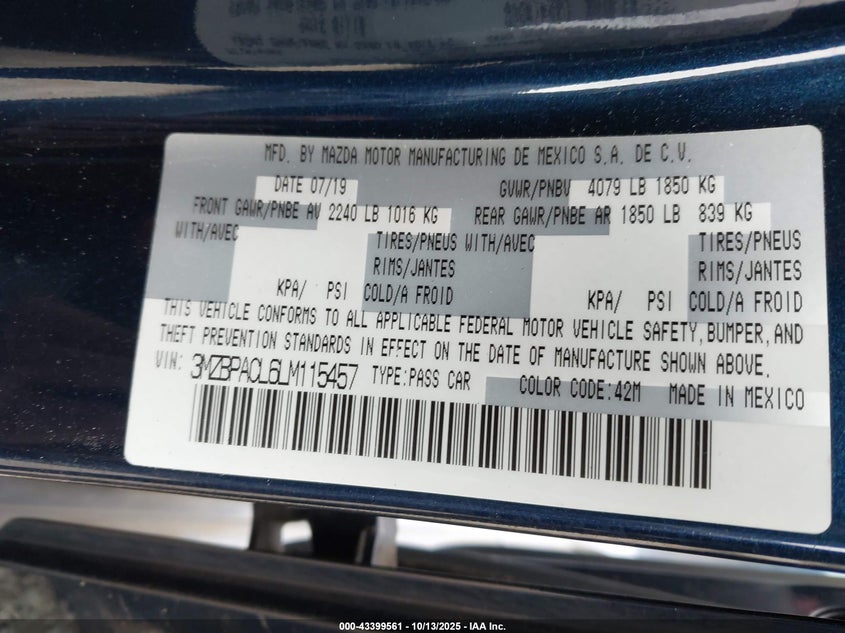 MFD. BY MAZDA MOTOR MANUFACTURING DE MEXICO S.A. DE C.V.
DATE 07/19 GVWR/PNBV 4079 LB 1850 KG
FRONT GAWR/PNBE AV 2240 LB 1016 KG REAR GAWR/PNBE AR 1850 LB 839 KG
WITH/AVEC TIRES/PNEUS WITH/AVEC TIRES/PNEUS
RIMS/JANTES RIMS/JANTES
KPA/ PSI COLD/A FROID KPA/ PSI COLD/A FROID
THIS VEHICLE CONFORMS TO ALL APPLICABLE FEDERAL MOTOR VEHICLE SAFETY, BUMPER, AND
THEFT PREVENTION STANDARDS IN EFFECT ON THE DATE OF MANUFACTURE SHOWN ABOVE.
VIN: 3MZBPACL6LM115457 TYPE:PASS CAR COLOR CODE:42M MADE IN MEXICO
000-43399561 - 10/13/2025 - IAA Inc.